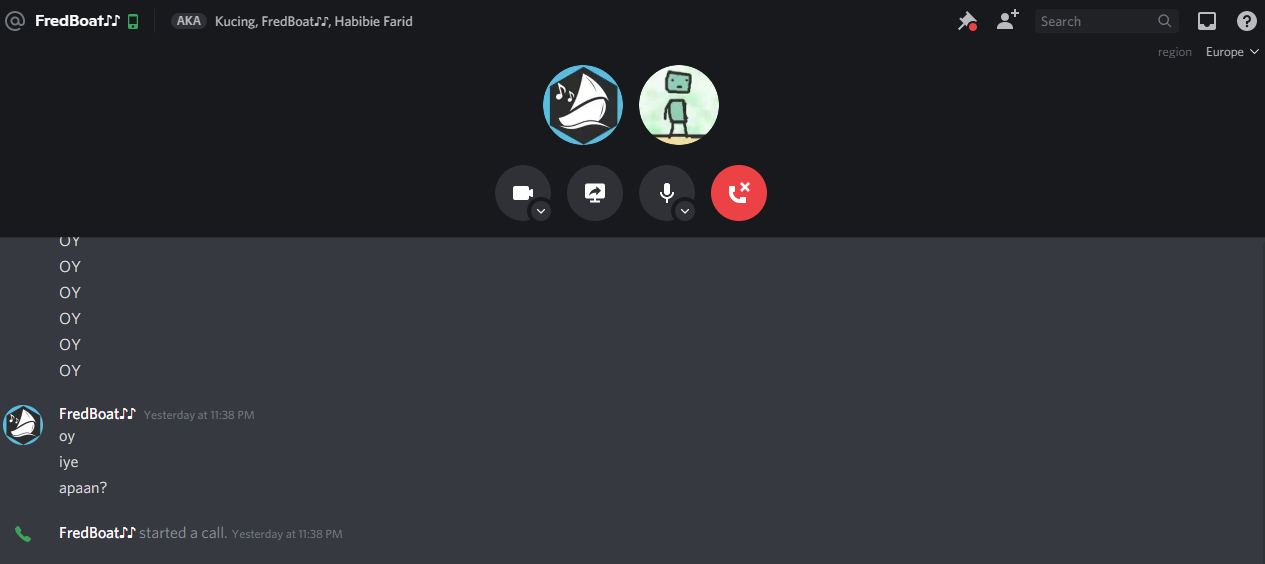 FredBoat♪♫ AKA Kucing, FredBoat♪♫, Habibie Farid Search
region Europe
OY
OY
OY
OY
OY
OY
FredBoat♪♫ Yesterday at 11:38 PM
oy
iye
apaan?
FredBoat♪♫ started a call. Yesterday at 11:38 PM